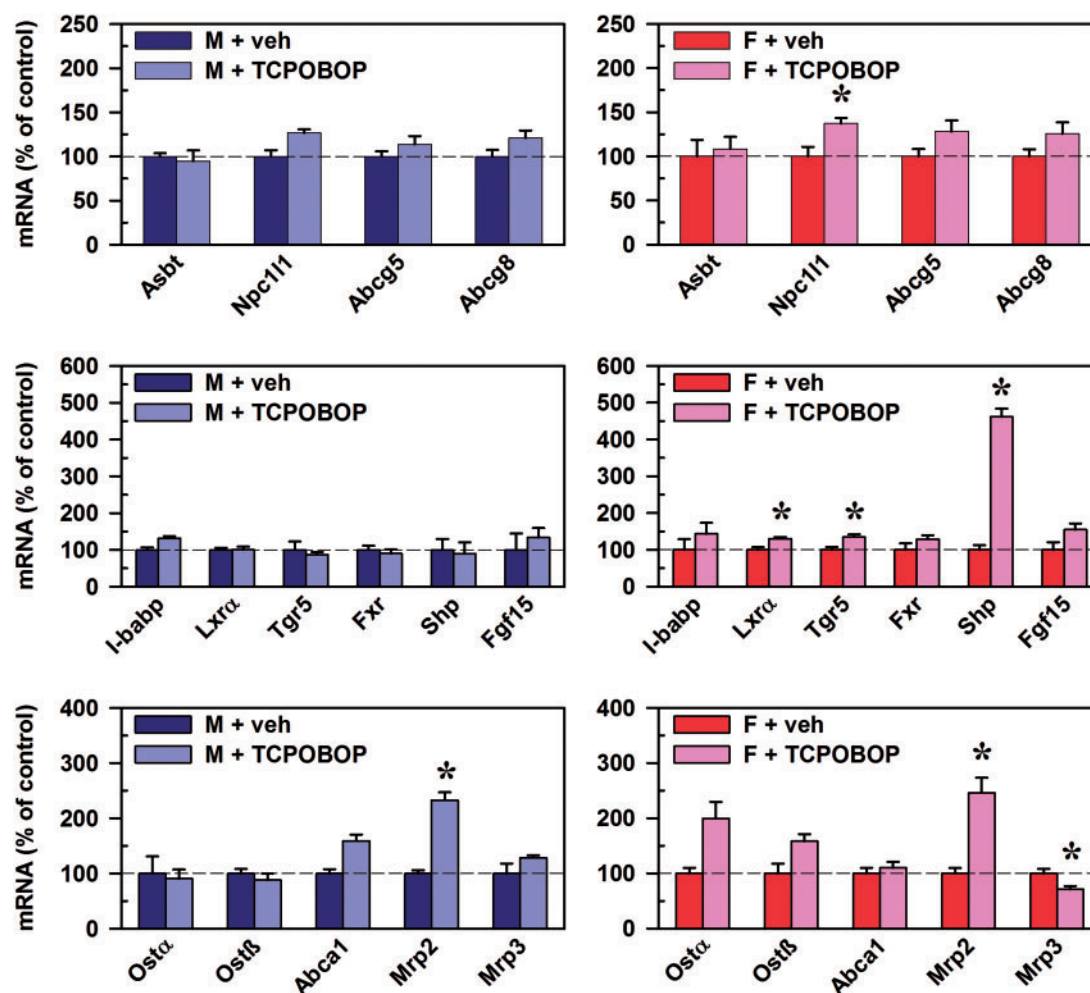 mRNA (% of control)
250
200
150
100
50
0
M + veh
M + TCPOBOP
Asbt
Npc1l1
Abcg5
Abcg8
250
200
150
100
50
0
F + veh
F + TCPOBOP
*
Asbt
Npc1l1
Abcg5
Abcg8
mRNA (% of control)
600
500
400
300
200
100
0
M + veh
M + TCPOBOP
I-babp
Lxrα
Tgr5
Fxr
Shp
Fgf15
600
500
400
300
200
100
0
F + veh
F + TCPOBOP
*
*
*
I-babp
Lxrα
Tgr5
Fxr
Shp
Fgf15
mRNA (% of control)
400
300
200
100
0
M + veh
M + TCPOBOP
*
Ostα
Ostß
Abca1
Mrp2
Mrp3
400
300
200
100
0
F + veh
F + TCPOBOP
*
*
Ostα
Ostß
Abca1
Mrp2
Mrp3